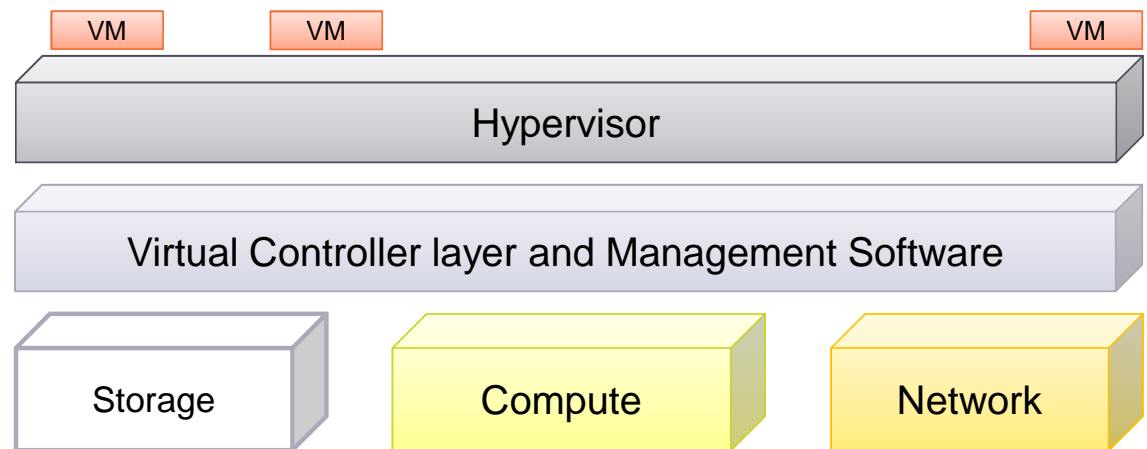 VM
VM
VM
Hypervisor
Virtual Controller layer and Management Software
Storage
Compute
Network